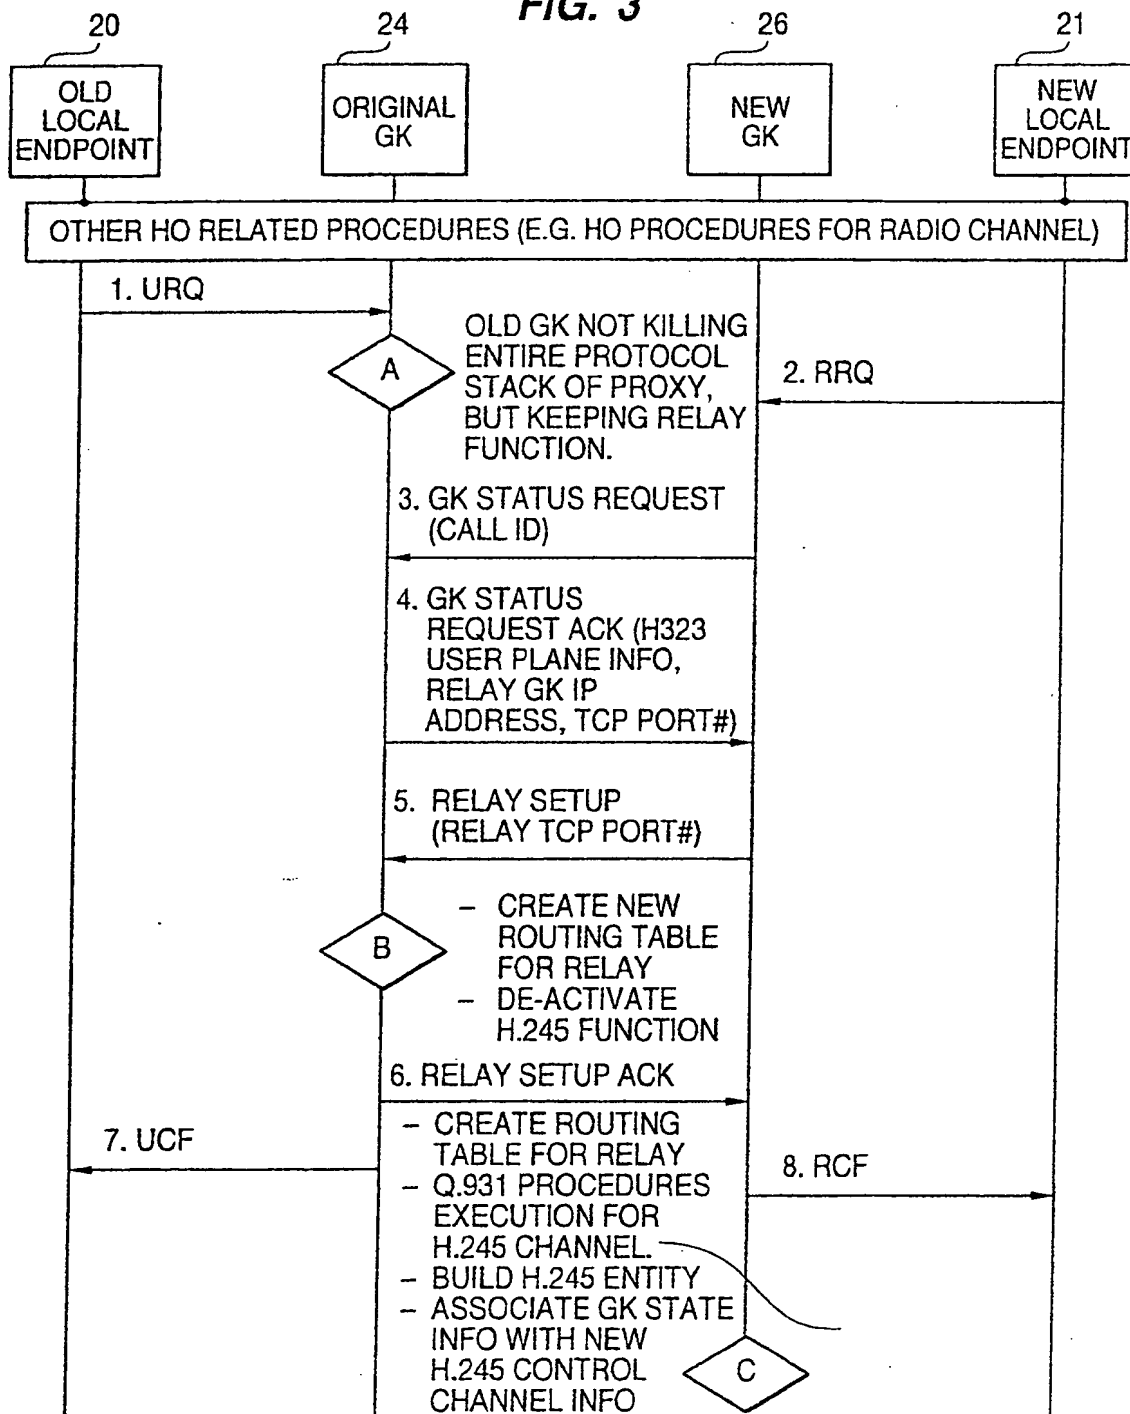 FIG. 3
20
24
26
21
OLD
LOCAL
ENDPOINT
ORIGINAL
GK
NEW
GK
NEW
LOCAL
ENDPOINT
OTHER HO RELATED PROCEDURES (E.G. HO PROCEDURES FOR RADIO CHANNEL)
1. URQ
A
OLD GK NOT KILLING
ENTIRE PROTOCOL
STACK OF PROXY,
BUT KEEPING RELAY
FUNCTION.
2. RRQ
3. GK STATUS REQUEST
(CALL ID)
4. GK STATUS
REQUEST ACK (H323
USER PLANE INFO,
RELAY GK IP
ADDRESS, TCP PORT#)
5. RELAY SETUP
(RELAY TCP PORT#)
B
– CREATE NEW
ROUTING TABLE
FOR RELAY
– DE-ACTIVATE
H.245 FUNCTION
6. RELAY SETUP ACK
7. UCF
– CREATE ROUTING
TABLE FOR RELAY
– Q.931 PROCEDURES
EXECUTION FOR
H.245 CHANNEL.
– BUILD H.245 ENTITY
– ASSOCIATE GK STATE
INFO WITH NEW
H.245 CONTROL
CHANNEL INFO
8. RCF
C